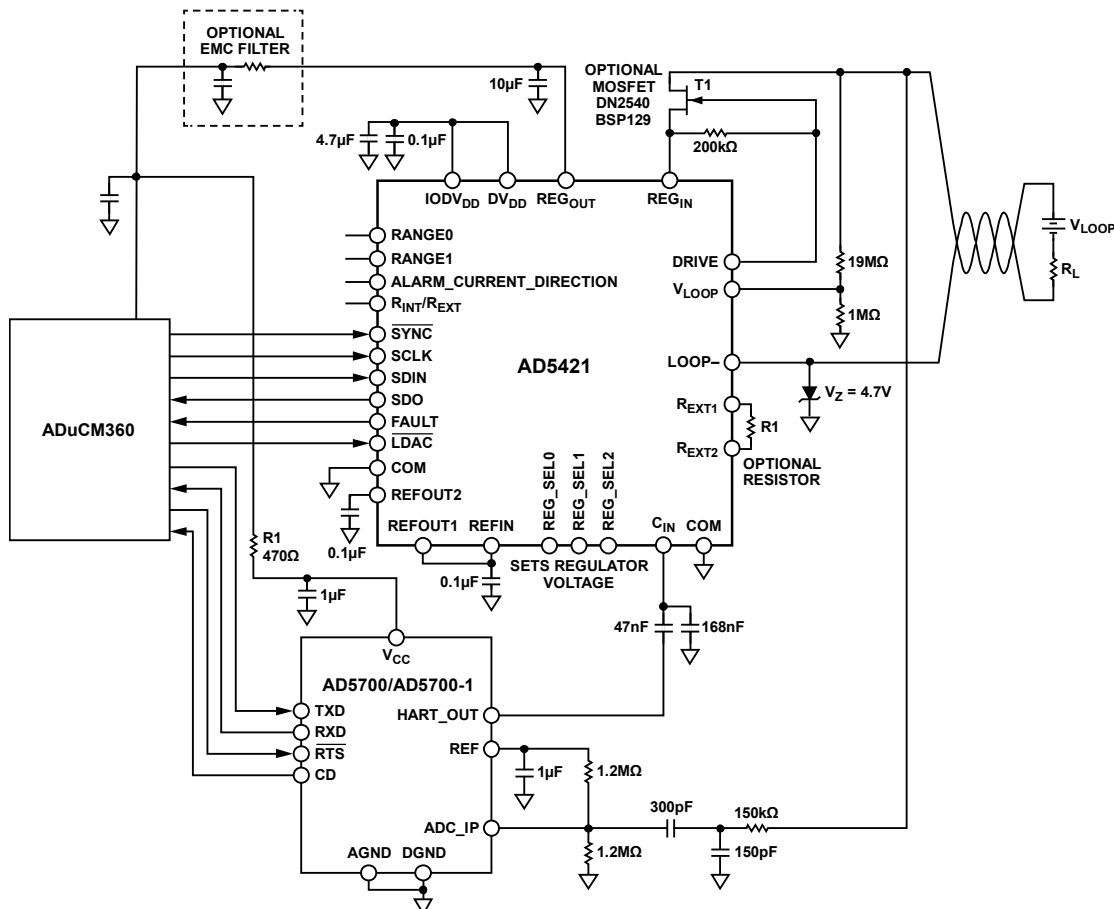 OPTIONAL
EMC FILTER
10µF
OPTIONAL
MOSFET
DN2540
BSP129
T1
200kΩ
4.7µF
0.1µF
IODVDD
DVDD
REGOUT
REGIN
RANGE0
RANGE1
ALARM_CURRENT_DIRECTION
RINT/REXT
SYNC
SCLK
SDIN
SDO
FAULT
LDAC
COM
REFOUT2
AD5421
DRIVE
VLOOP
LOOP–
REXT1
REXT2
19MΩ
1MΩ
VLOOP
RL
VZ = 4.7V
R1
OPTIONAL
RESISTOR
ADuCM360
0.1µF
REFOUT1
REFIN
REG_SEL0
REG_SEL1
REG_SEL2
CIN
COM
SETS REGULATOR
VOLTAGE
0.1µF
R1
470Ω
1µF
47nF
168nF
VCC
AD5700/AD5700-1
TXD
RXD
RTS
CD
HART_OUT
REF
ADC_IP
AGND
DGND
1µF
1.2MΩ
1.2MΩ
300pF
150kΩ
150pF